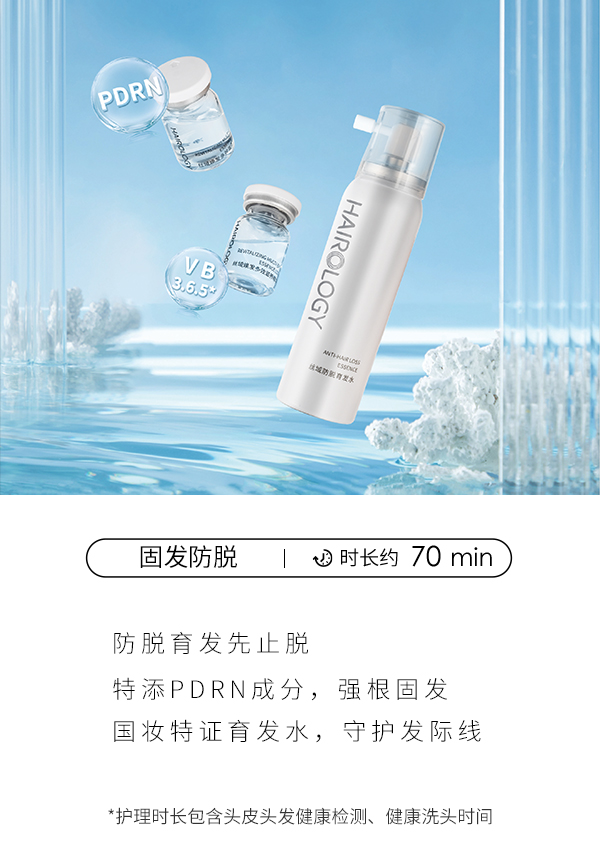 PDRN
HAIROLOGY
HAIROLOGY
VB
3.6.5*
HAIROLOGY
ANTI-HAIR LOSS
ESSENCE
丝域防脱育发水
固发防脱 | 时长约 70 min
防脱育发先止脱
特添PDRN成分，强根固发
国妆特证育发水，守护发际线
*护理时长包含头皮头发健康检测、健康洗头时间